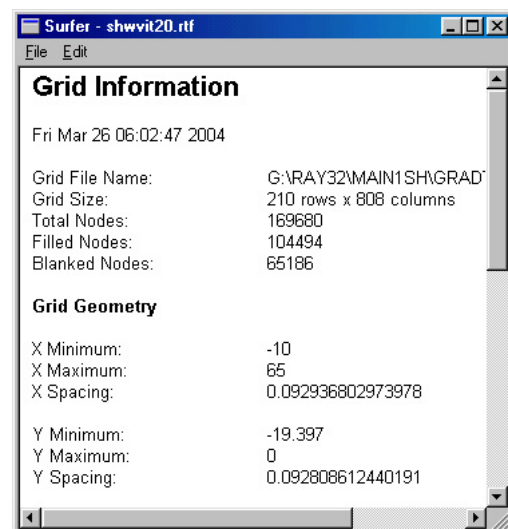 Surfer - shwvit20.rtf
File Edit
Grid Information
Fri Mar 26 06:02:47 2004
Grid File Name: G:\RAY32\MAIN1SH\GRADT
Grid Size: 210 rows x 808 columns
Total Nodes: 169680
Filled Nodes: 104494
Blanked Nodes: 65186
Grid Geometry
X Minimum: -10
X Maximum: 65
X Spacing: 0.092936802973978
Y Minimum: -19.397
Y Maximum: 0
Y Spacing: 0.092808612440191